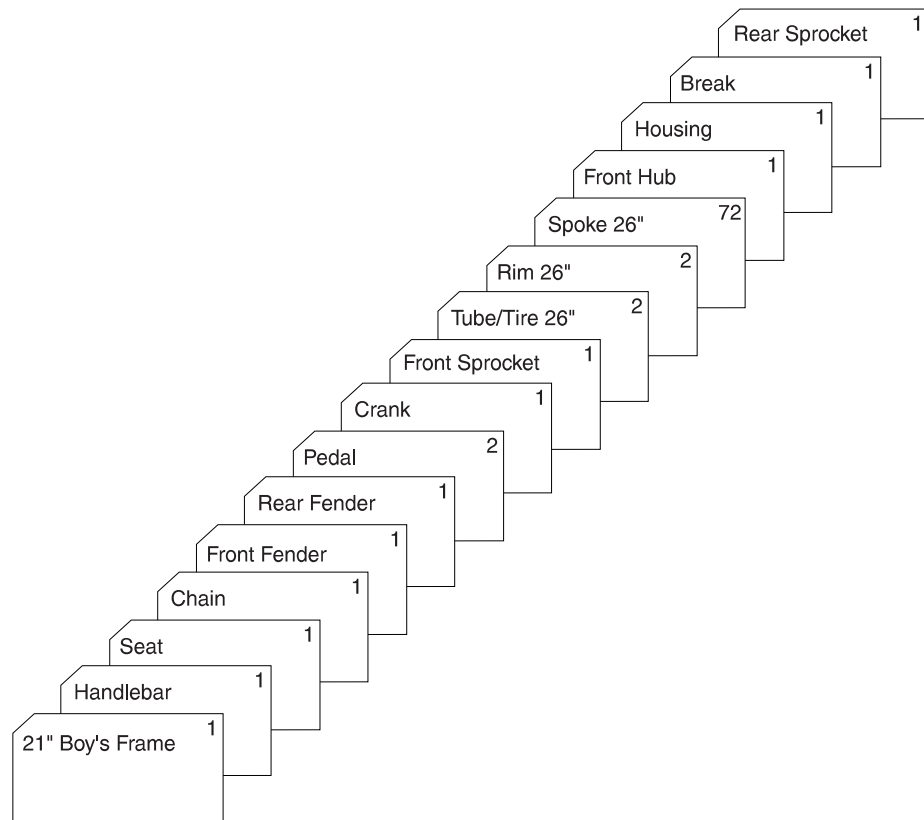 Rear Sprocket 1
Break 1
Housing 1
Front Hub 1
Spoke 26" 72
Rim 26" 2
Tube/Tire 26" 2
Front Sprocket 1
Crank 1
Pedal 2
Rear Fender 1
Front Fender 1
Chain 1
Seat 1
Handlebar 1
21" Boy's Frame 1